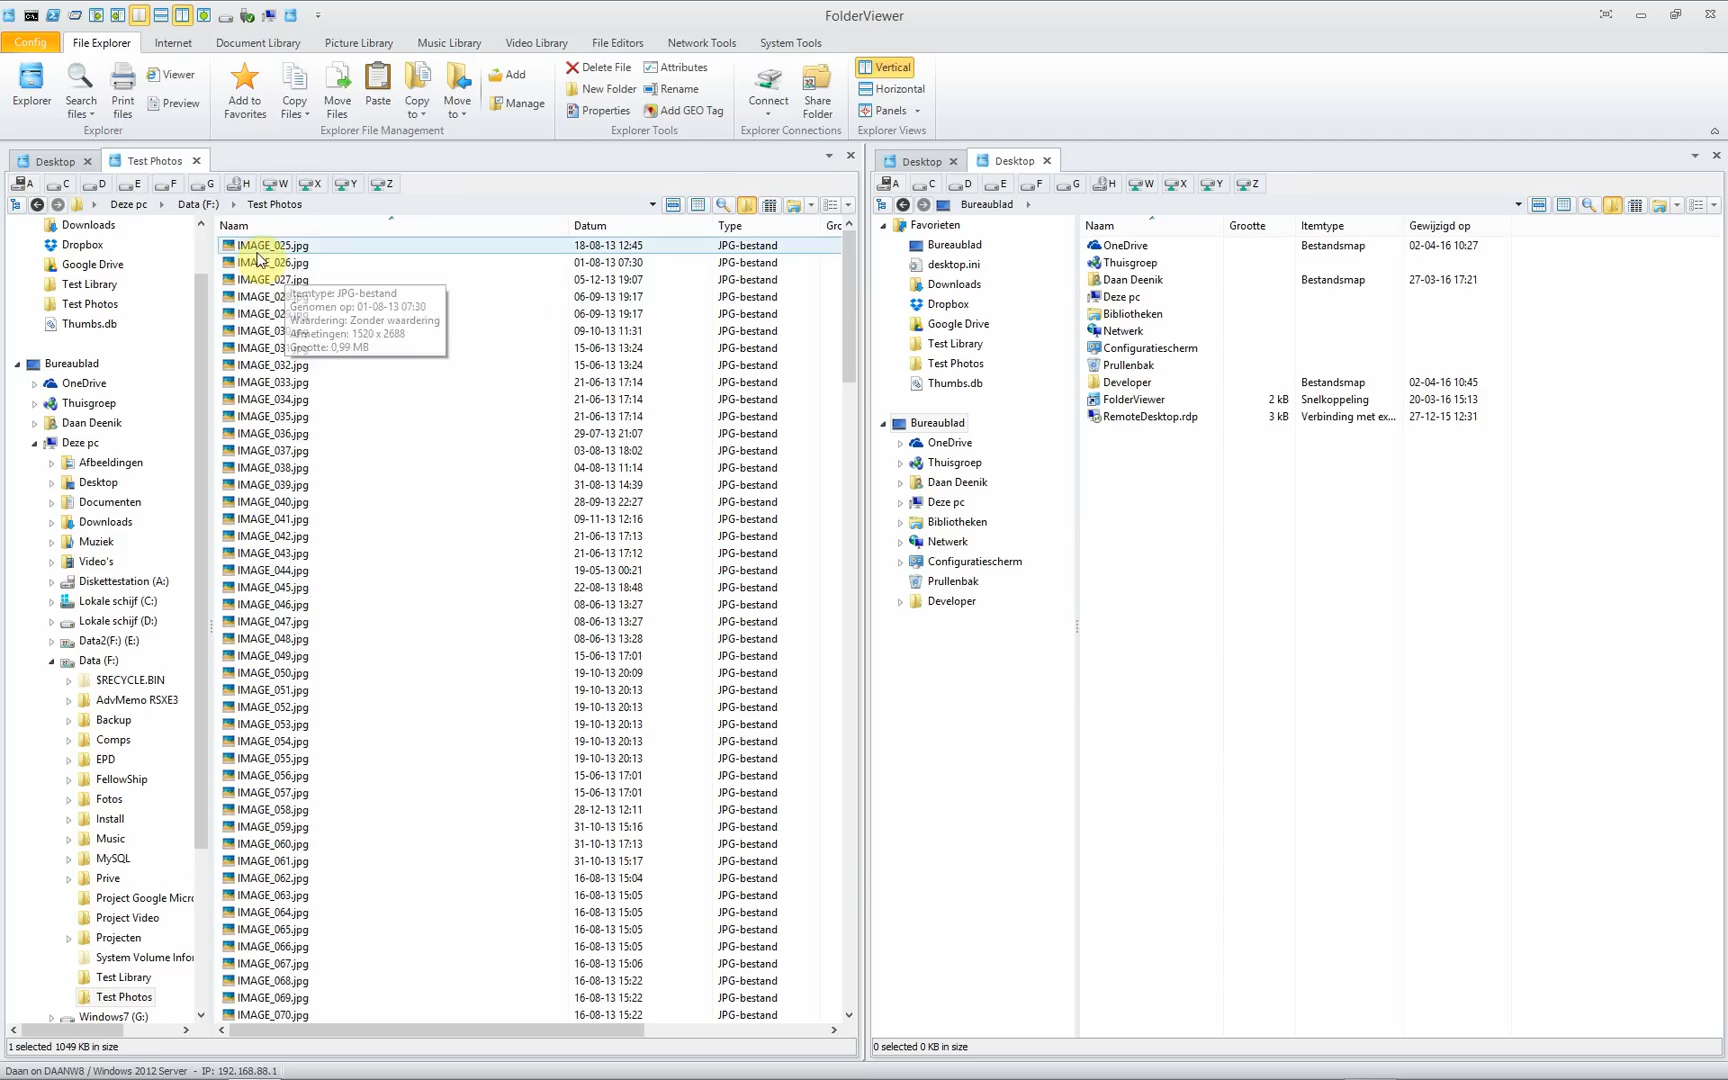 FolderViewer
Config File Explorer Internet Document Library Picture Library Music Library Video Library File Editors Network Tools System Tools
Explorer
Search files
Print files
Viewer
Preview
Explorer
Add to Favorites
Copy Files
Move Files
Paste
Copy to
Move to
Add
Manage
Explorer File Management
Delete File
Attributes
New Folder
Rename
Properties
Add GEO Tag
Explorer Tools
Connect
Share Folder
Explorer Connections
Vertical
Horizontal
Panels
Explorer Views
Desktop Test Photos
A C D E F G H W X Y Z
Deze pc Data (F:) Test Photos
Downloads
Dropbox
Google Drive
Test Library
Test Photos
Thumbs.db
Bureaublad
OneDrive
Thuisgroep
Daan Deenik
Deze pc
Afbeeldingen
Desktop
Documenten
Downloads
Muziek
Video's
Diskettestation (A:)
Lokale schijf (C:)
Lokale schijf (D:)
Data2(F:) (E:)
Data (F:)
$RECYCLE.BIN
AdvMemo RSXE3
Backup
Comps
EPD
FellowShip
Fotos
Install
Music
MySQL
Prive
Project Google Micro
Project Video
Projecten
System Volume Infor
Test Library
Test Photos
Windows7 (G:)
Naam Datum Type Grc
IMAGE_025.jpg 18-08-13 12:45 JPG-bestand
IMAGE_026.jpg 01-08-13 07:30 JPG-bestand
IMAGE_027.jpg 05-12-13 19:07 JPG-bestand
06-09-13 19:17 JPG-bestand
06-09-13 19:17 JPG-bestand
09-10-13 11:31 JPG-bestand
15-06-13 13:24 JPG-bestand
Itemtype: JPG-bestand
Genomen op: 01-08-13 07:30
Waardering: Zonder waardering
Afmetingen: 1520 x 2688
Grootte: 0,99 MB
IMAGE_032.jpg 15-06-13 13:24 JPG-bestand
IMAGE_033.jpg 21-06-13 17:14 JPG-bestand
IMAGE_034.jpg 21-06-13 17:14 JPG-bestand
IMAGE_035.jpg 21-06-13 17:14 JPG-bestand
IMAGE_036.jpg 29-07-13 21:07 JPG-bestand
IMAGE_037.jpg 03-08-13 18:02 JPG-bestand
IMAGE_038.jpg 04-08-13 11:14 JPG-bestand
IMAGE_039.jpg 31-08-13 14:39 JPG-bestand
IMAGE_040.jpg 28-09-13 22:27 JPG-bestand
IMAGE_041.jpg 09-11-13 12:16 JPG-bestand
IMAGE_042.jpg 21-06-13 17:13 JPG-bestand
IMAGE_043.jpg 21-06-13 17:12 JPG-bestand
IMAGE_044.jpg 19-05-13 00:21 JPG-bestand
IMAGE_045.jpg 22-08-13 18:48 JPG-bestand
IMAGE_046.jpg 08-06-13 13:27 JPG-bestand
IMAGE_047.jpg 08-06-13 13:27 JPG-bestand
IMAGE_048.jpg 08-06-13 13:28 JPG-bestand
IMAGE_049.jpg 15-06-13 17:01 JPG-bestand
IMAGE_050.jpg 19-10-13 20:09 JPG-bestand
IMAGE_051.jpg 19-10-13 20:13 JPG-bestand
IMAGE_052.jpg 19-10-13 20:13 JPG-bestand
IMAGE_053.jpg 19-10-13 20:13 JPG-bestand
IMAGE_054.jpg 19-10-13 20:13 JPG-bestand
IMAGE_055.jpg 19-10-13 20:13 JPG-bestand
IMAGE_056.jpg 15-06-13 17:01 JPG-bestand
IMAGE_057.jpg 15-06-13 17:01 JPG-bestand
IMAGE_058.jpg 28-12-13 12:11 JPG-bestand
IMAGE_059.jpg 31-10-13 15:16 JPG-bestand
IMAGE_060.jpg 31-10-13 17:13 JPG-bestand
IMAGE_061.jpg 31-10-13 15:17 JPG-bestand
IMAGE_062.jpg 16-08-13 15:04 JPG-bestand
IMAGE_063.jpg 16-08-13 15:05 JPG-bestand
IMAGE_064.jpg 16-08-13 15:05 JPG-bestand
IMAGE_065.jpg 16-08-13 15:05 JPG-bestand
IMAGE_066.jpg 16-08-13 15:05 JPG-bestand
IMAGE_067.jpg 16-08-13 15:06 JPG-bestand
IMAGE_068.jpg 16-08-13 15:22 JPG-bestand
IMAGE_069.jpg 16-08-13 15:22 JPG-bestand
IMAGE_070.jpg 16-08-13 15:22 JPG-bestand
1 selected 1049 KB in size
Desktop Desktop
A C D E F G H W X Y Z
Bureaublad
Favorieten
Bureaublad
desktop.ini
Downloads
Dropbox
Google Drive
Test Library
Test Photos
Thumbs.db
Bureaublad
OneDrive
Thuisgroep
Daan Deenik
Deze pc
Bibliotheken
Netwerk
Configuratiescherm
Prullenbak
Developer
Naam Grootte Itemtype Gewijzigd op
OneDrive Bestandsmap 02-04-16 10:27
Thuisgroep
Daan Deenik Bestandsmap 27-03-16 17:21
Deze pc
Bibliotheken
Netwerk
Configuratiescherm
Prullenbak
Developer Bestandsmap 02-04-16 10:45
FolderViewer 2 kB Snelkoppeling 20-03-16 15:13
RemoteDesktop.rdp 3 kB Verbinding met ex... 27-12-15 12:31
0 selected 0 KB in size
Daan on DAANW8 / Windows 2012 Server - IP: 192.168.88.1